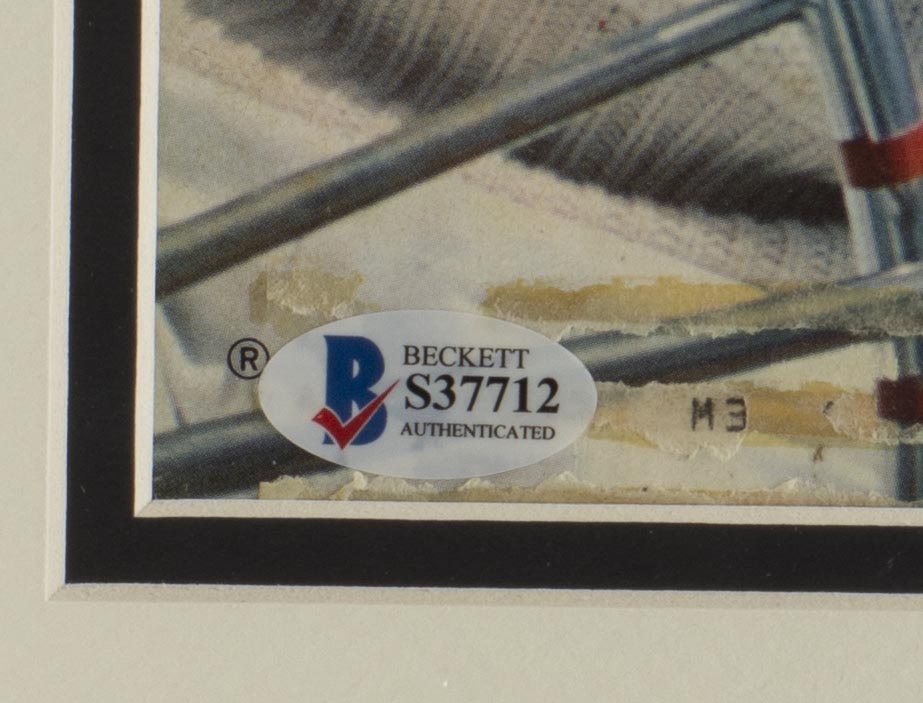 ®
BECKETT
S37712
AUTHENTICATED
M3